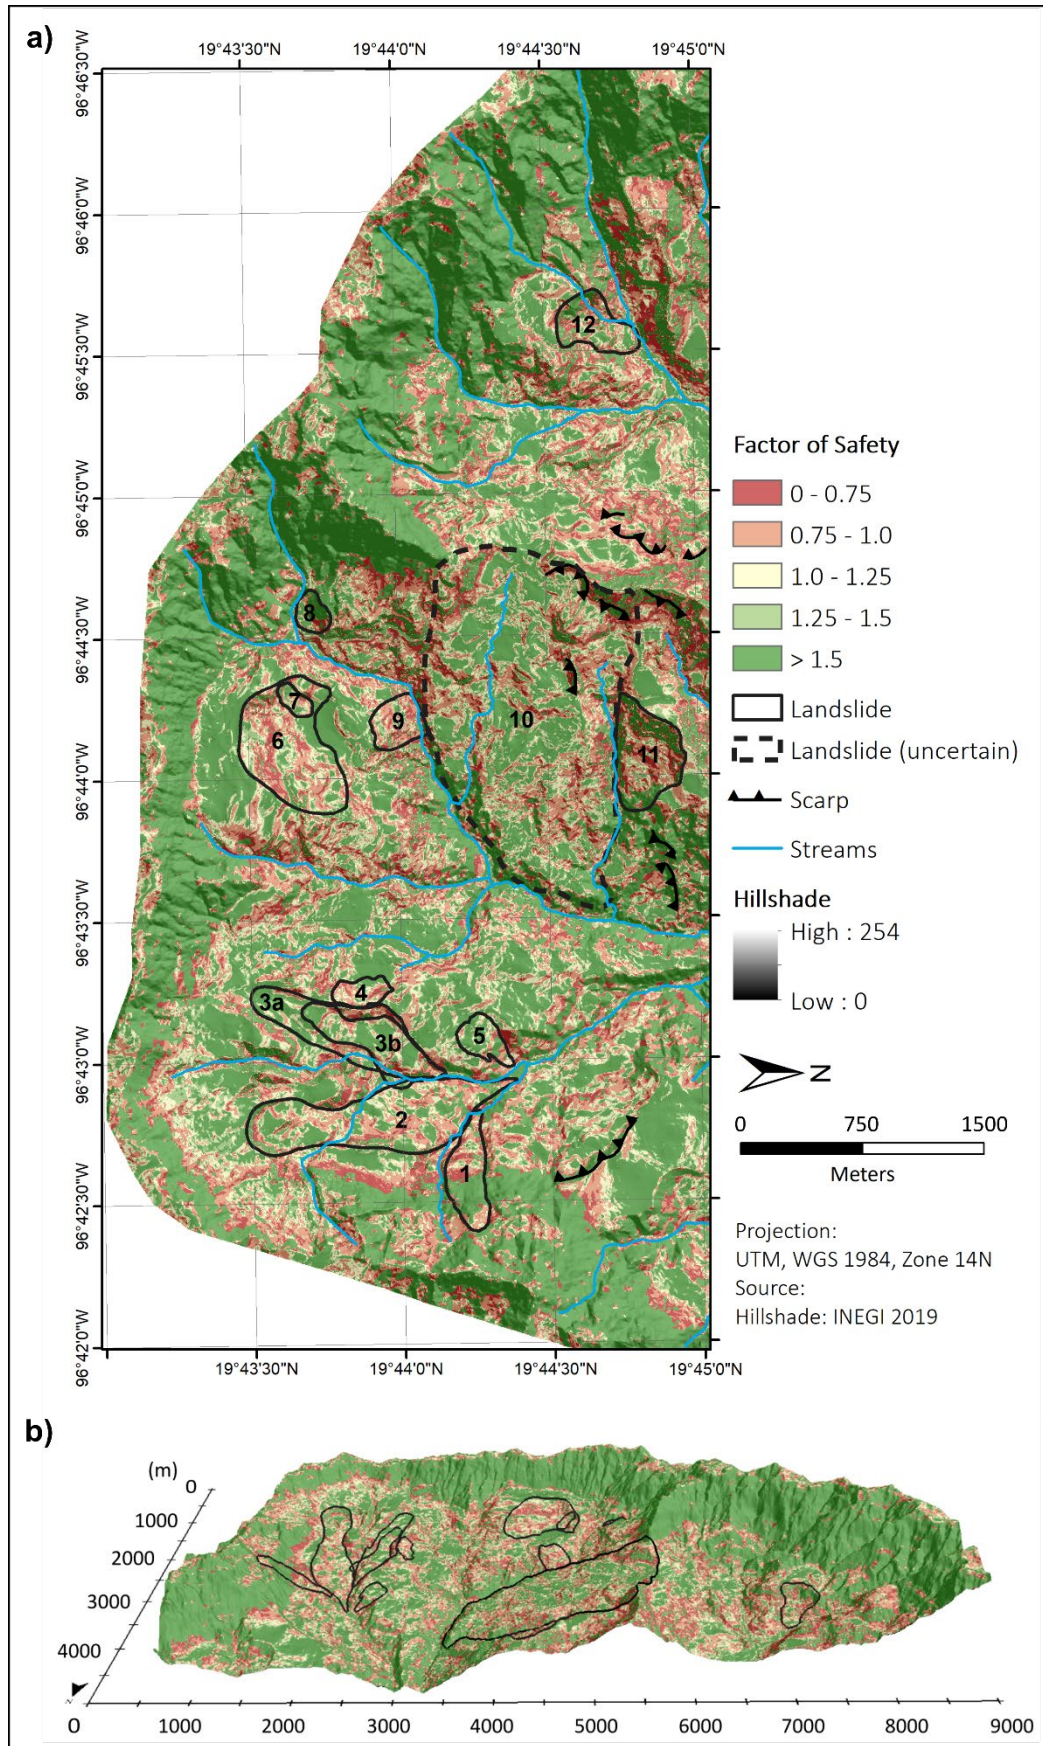 a)
19°43'30"N 19°44'0"N 19°44'30"N 19°45'0"N
96°46'30"W
96°46'0"W
96°45'30"W
96°45'0"W
96°44'30"W
96°44'0"W
96°43'30"W
96°43'0"W
96°42'30"W
96°42'0"W
12
8
7
6
9
10
11
4
3a
3b
5
2
1
19°43'30"N 19°44'0"N 19°44'30"N 19°45'0"N
Factor of Safety
0 - 0.75
0.75 - 1.0
1.0 - 1.25
1.25 - 1.5
> 1.5
Landslide
Landslide (uncertain)
Scarp
Streams
Hillshade
High : 254
Low : 0
N
0 750 1500
Meters
Projection:
UTM, WGS 1984, Zone 14N
Source:
Hillshade: INEGI 2019
b)
(m)
0
1000
2000
3000
4000
N
0 1000 2000 3000 4000 5000 6000 7000 8000 9000